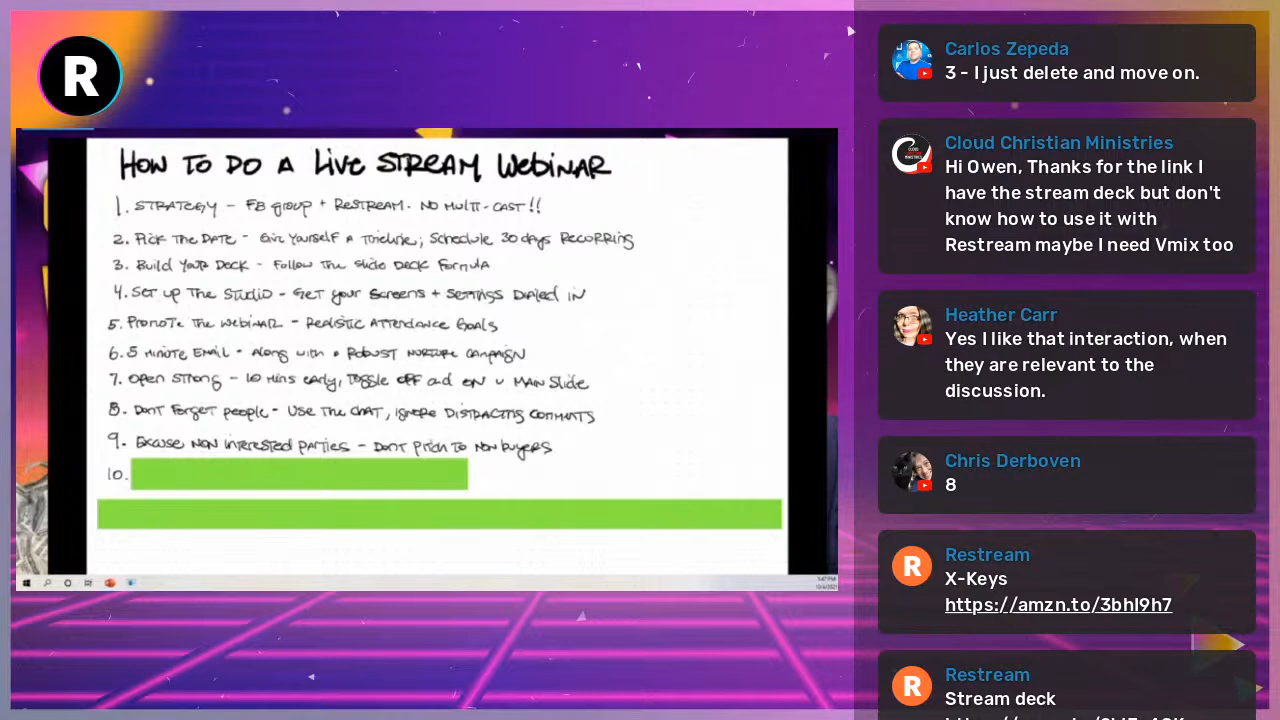 R
HOW TO DO A LIVE STREAM WEBINAR
1. STRATEGY - FB group + RESTREAM. NO MULTI-CAST!!
2. Pick THE DATE - Give Yourself A Timeline; Schedule 30 days RECORRING
3. Build Your Deck - Follow The Slide Deck Formula
4. SET up THE STUDIO - GET your Screens + SETTINGS DIALED IN
5. PROMOTE THE WEBINAR - REALISTIC ATTENDANCE GOALS
6. 5 MINUTE EMAIL - Along with a ROBUST NURTURE CAMPAIGN
7. Open STRONG - 10 mins early, Toggle OFF and ON MAIN Slide
8. DONT Forget people - USE THE CHAT, IGNORE DISTRACTING COMMENTS
9. Excuse NON interested PARTIES - DONT Pitch To NON buyers
10.
1:47 PM
Carlos Zepeda
3 - I just delete and move on.
Cloud Christian Ministries
Hi Owen, Thanks for the link I
have the stream deck but don't
know how to use it with
Restream maybe I need Vmix too
Heather Carr
Yes I like that interaction, when
they are relevant to the
discussion.
Chris Derboven
8
R
Restream
X-Keys
https://amzn.to/3bhI9h7
R
Restream
Stream deck